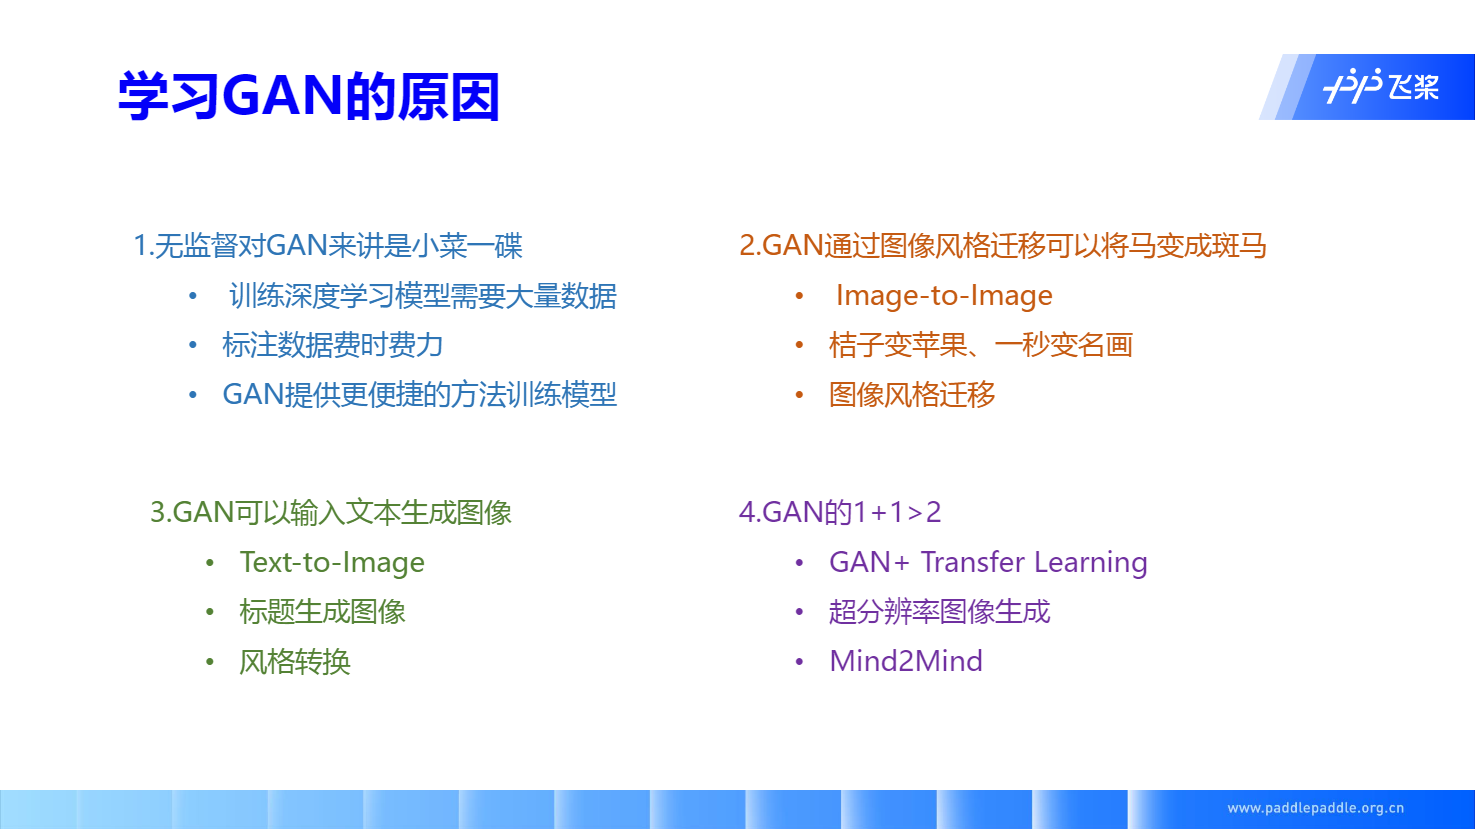 学习GAN的原因
飞桨
1.无监督对GAN来讲是小菜一碟
• 训练深度学习模型需要大量数据
• 标注数据费时费力
• GAN提供更便捷的方法训练模型
2.GAN通过图像风格迁移可以将马变成斑马
• Image-to-Image
• 桔子变苹果、一秒变名画
• 图像风格迁移
3.GAN可以输入文本生成图像
• Text-to-Image
• 标题生成图像
• 风格转换
4.GAN的1+1>2
• GAN+ Transfer Learning
• 超分辨率图像生成
• Mind2Mind
www.paddlepaddle.org.cn